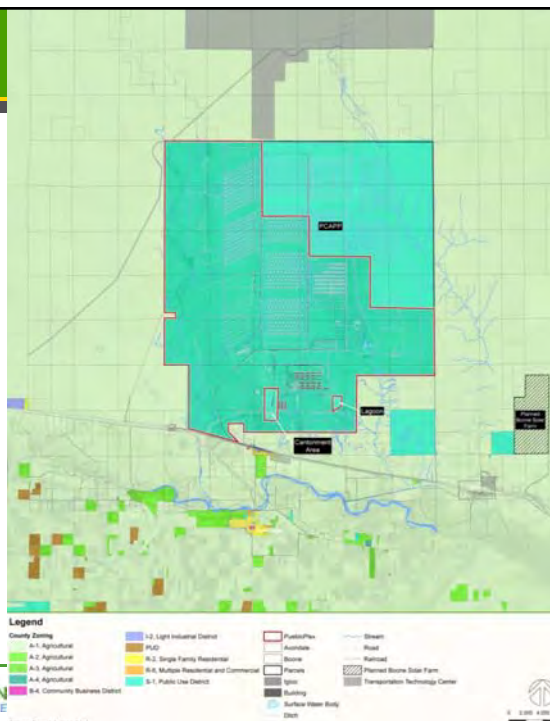 PCAPP
Lagoon
Cantonment
Area
Planned
Boone Solar
Farm
Legend
County Zoning
A-1, Agricultural
A-2, Agricultural
A-3, Agricultural
A-4, Agricultural
B-4, Community Business District
I-2, Light Industrial District
PUD
R-2, Single Family Residential
R-6, Multiple Residential and Commercial
S-1, Public Use District
PuebloPlex
Avondale
Boone
Parcels
Igloo
Building
Surface Water Body
Ditch
Stream
Road
Railroad
Planned Boone Solar Farm
Transportation Technology Center